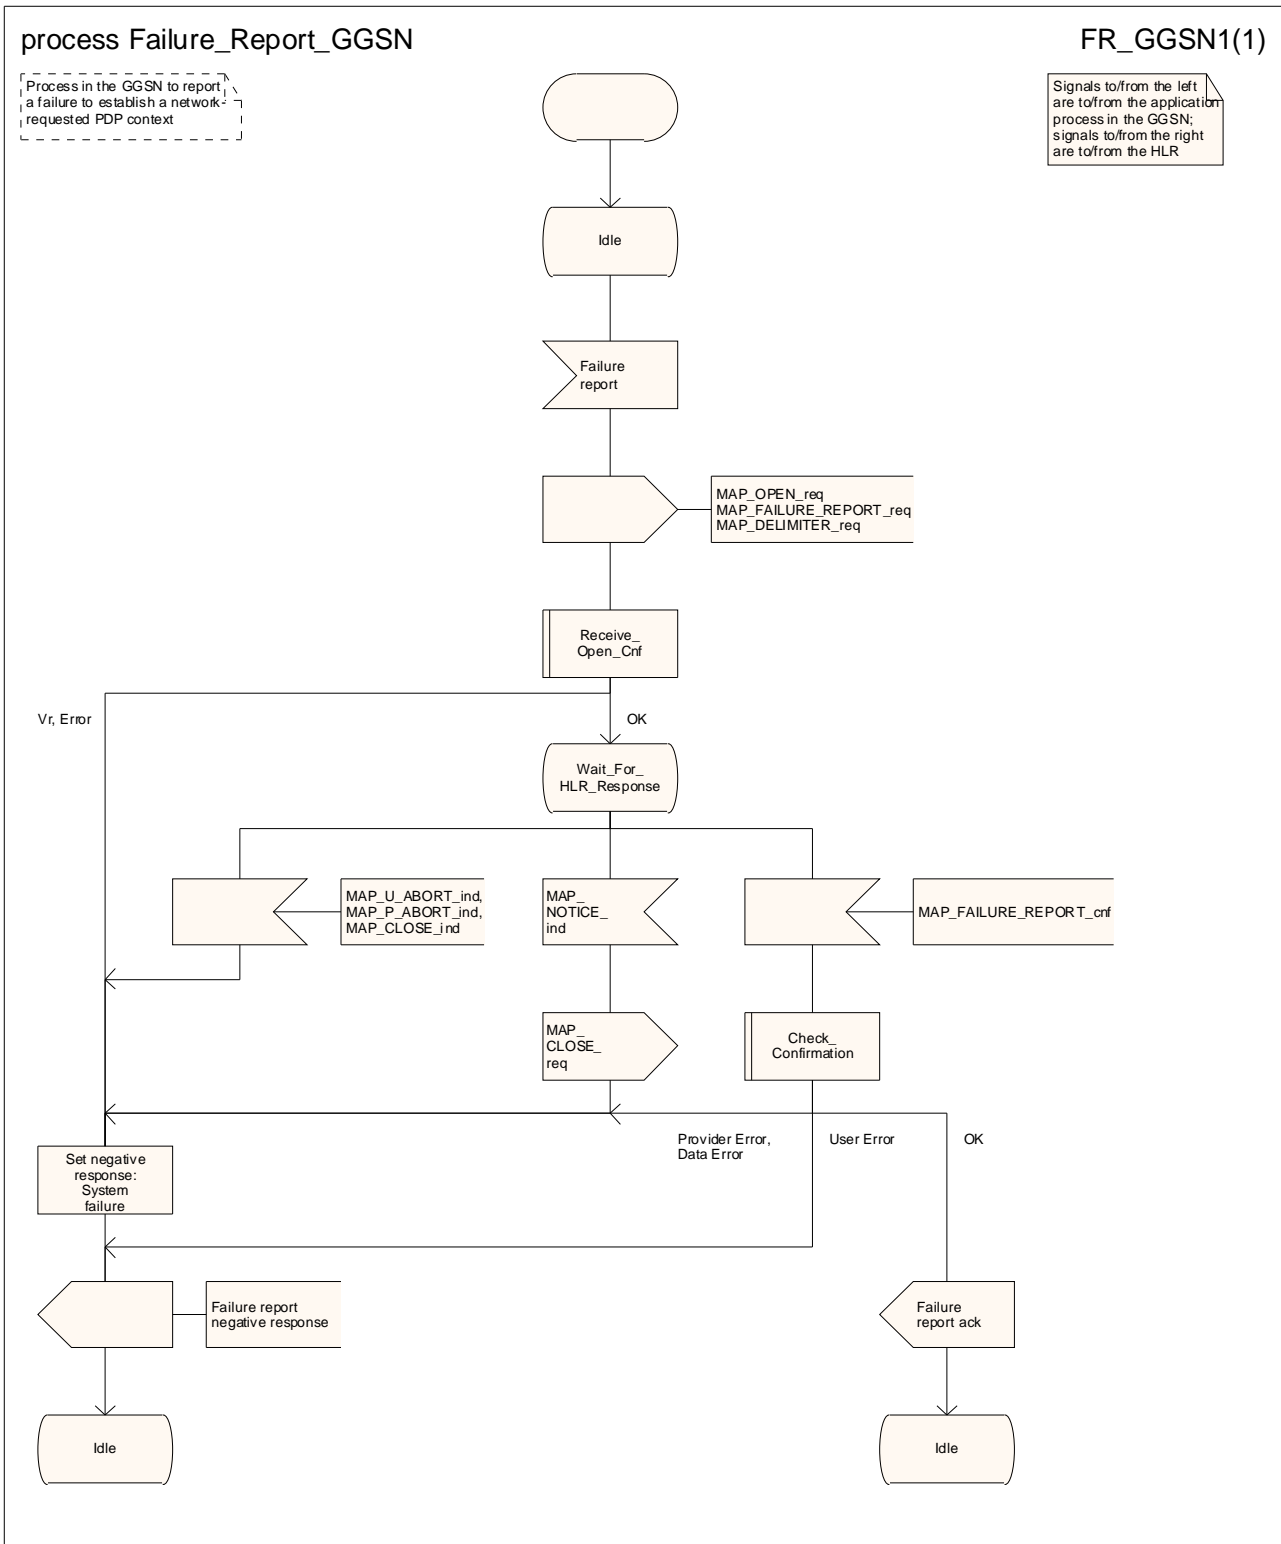 process Failure_Report_GGSN
FR_GGSN1(1)
Process in the GGSN to report
a failure to establish a network-
requested PDP context
Signals to/from the left
are to/from the application
process in the GGSN;
signals to/from the right
are to/from the HLR
Idle
Failure
report
MAP_OPEN_req
MAP_FAILURE_REPORT_req
MAP_DELIMITER_req
Receive_
Open_Cnf
Vr, Error
OK
Wait_For_
HLR_Response
MAP_U_ABORT_ind,
MAP_P_ABORT_ind,
MAP_CLOSE_ind
MAP_
NOTICE_
ind
MAP_FAILURE_REPORT_cnf
MAP_
CLOSE_
req
Check_
Confirmation
Provider Error,
Data Error
User Error
OK
Set negative
response:
System
failure
Failure report
negative response
Failure
report ack
Idle
Idle